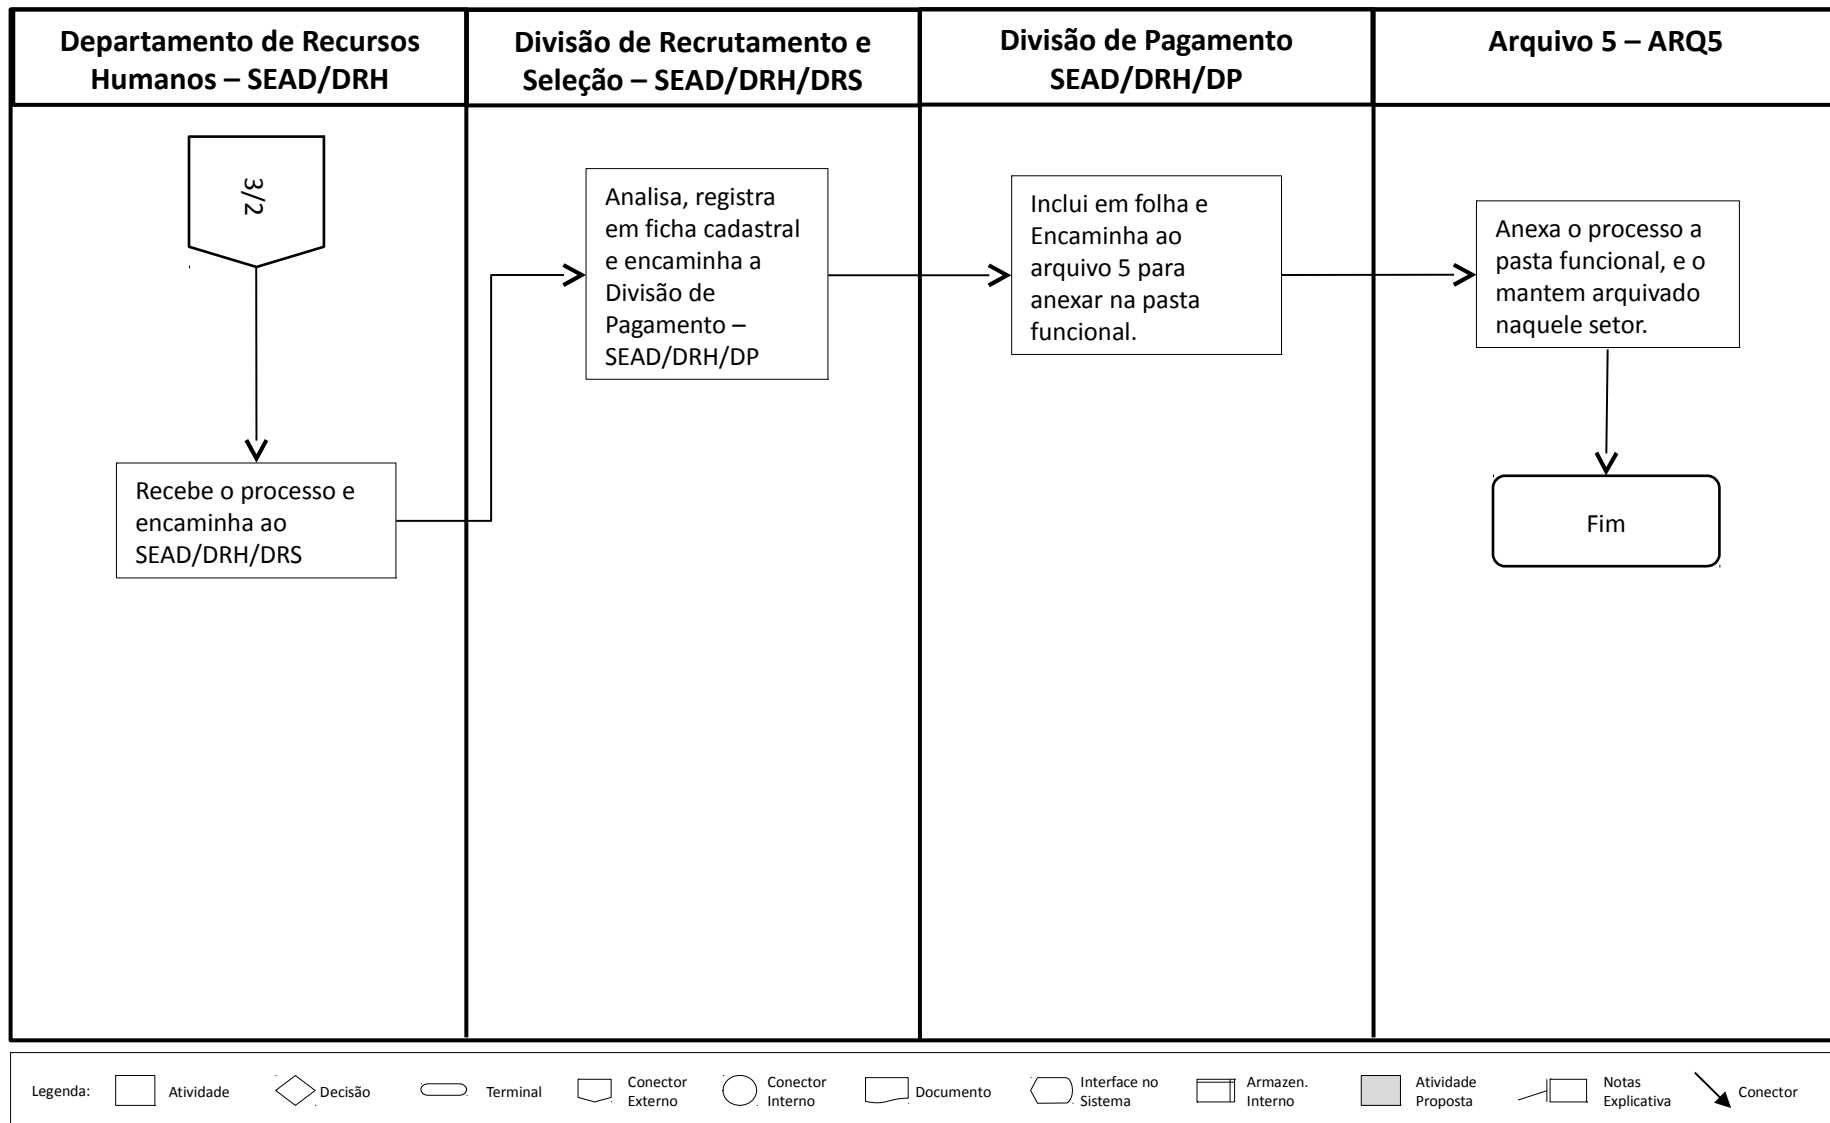 Departamento de Recursos
Humanos – SEAD/DRH
Divisão de Recrutamento e
Seleção – SEAD/DRH/DRS
Divisão de Pagamento
SEAD/DRH/DP
Arquivo 5 – ARQ5
3/2
Recebe o processo e
encaminha ao
SEAD/DRH/DRS
Analisa, registra
em ficha cadastral
e encaminha a
Divisão de
Pagamento –
SEAD/DRH/DP
Inclui em folha e
Encaminha ao
arquivo 5 para
anexar na pasta
funcional.
Anexa o processo a
pasta funcional, e o
mantem arquivado
naquele setor.
Fim
Legenda:
Atividade
Decisão
Terminal
Conector
Externo
Conector
Interno
Documento
Interface no
Sistema
Armazen.
Interno
Atividade
Proposta
Notas
Explicativa
Conector